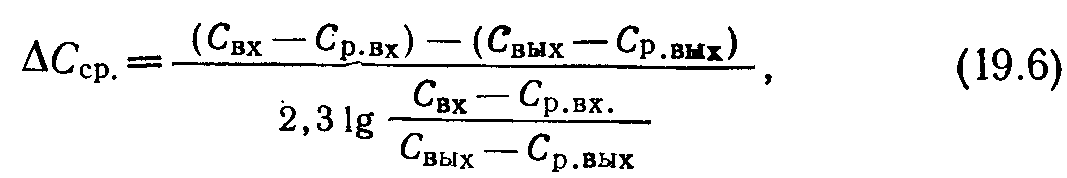 ΔCср. = (Cвх — Cр.вх) — (Cвых — Cр.вых) , (19.6)
2,3 lg Cвх — Cр.вх.
Cвых — Cр.вых